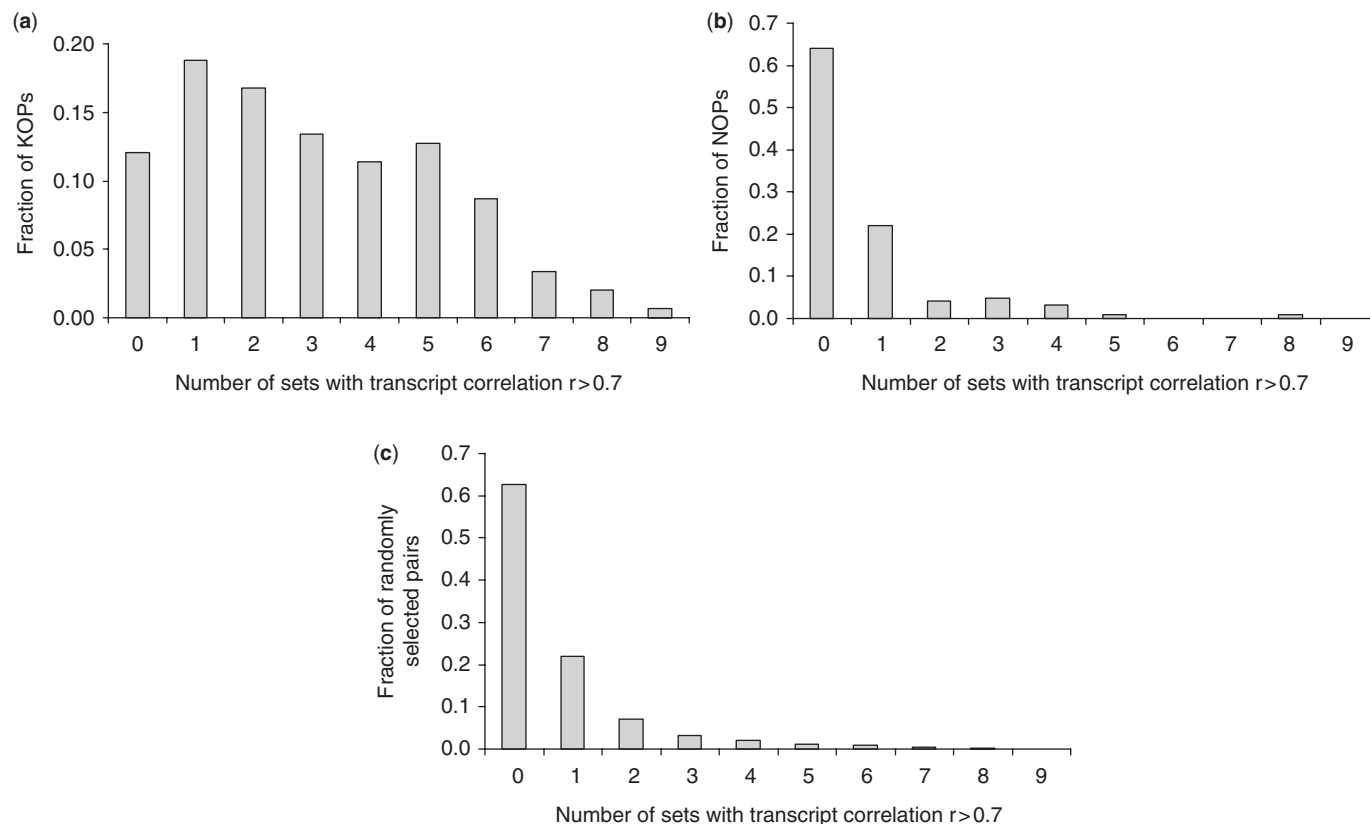 (a)
0.20
0.15
0.10
0.05
0.00
Fraction of KOPs
0 1 2 3 4 5 6 7 8 9
Number of sets with transcript correlation r>0.7
(b)
0.7
0.6
0.5
0.4
0.3
0.2
0.1
0.0
Fraction of NOPs
0 1 2 3 4 5 6 7 8 9
Number of sets with transcript correlation r>0.7
(c)
0.7
0.6
0.5
0.4
0.3
0.2
0.1
0.0
Fraction of randomly
selected pairs
0 1 2 3 4 5 6 7 8 9
Number of sets with transcript correlation r>0.7